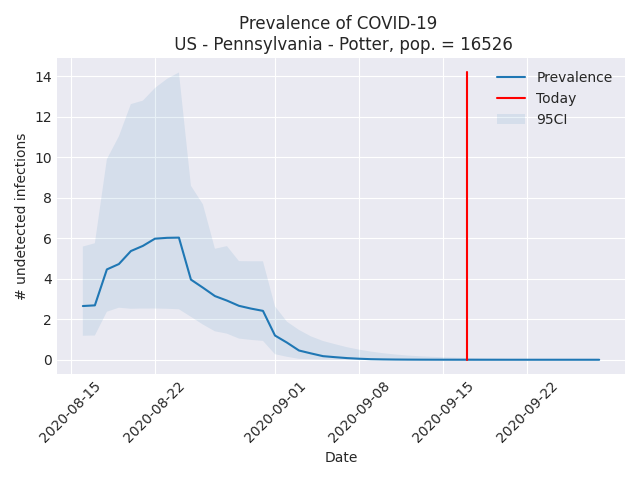 Prevalence of COVID-19
US - Pennsylvania - Potter, pop. = 16526
14
12
10
8
6
4
2
0
# undetected infections
Prevalence
Today
95CI
2020-08-15
2020-08-22
2020-09-01
2020-09-08
2020-09-15
2020-09-22
Date